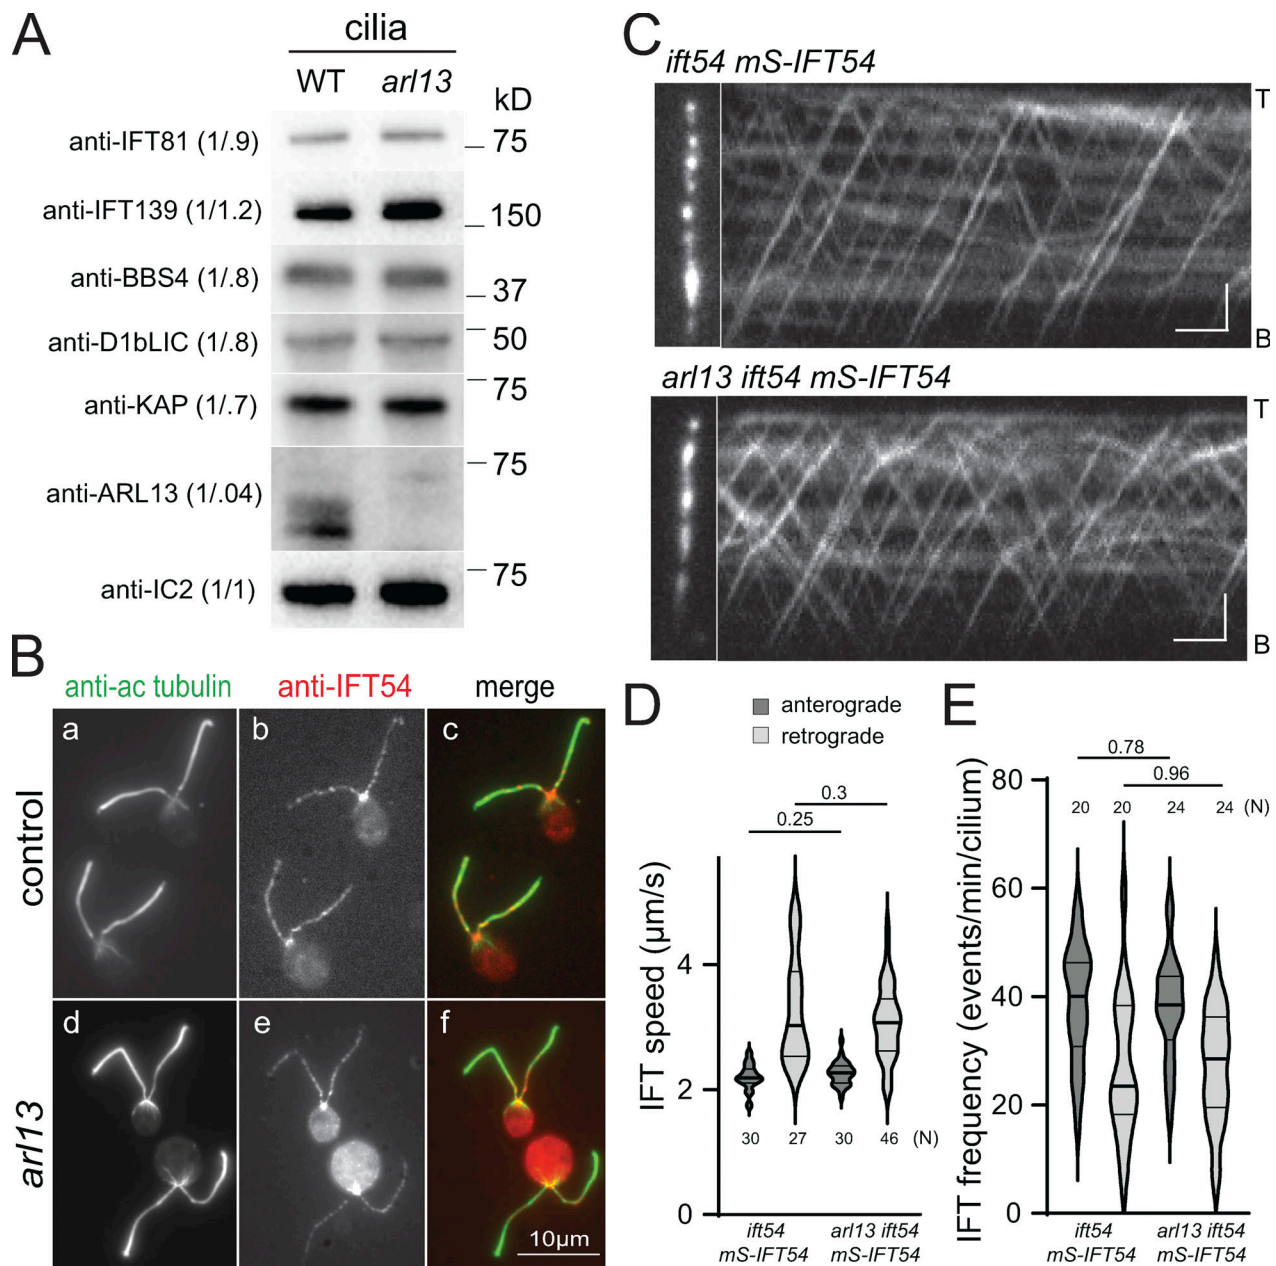 A
cilia
WT arl13
kD
anti-IFT81 (1/.9)
75
anti-IFT139 (1/1.2)
150
anti-BBS4 (1/.8)
37
anti-D1bLIC (1/.8)
50
anti-KAP (1/.7)
75
anti-ARL13 (1/.04)
75
anti-IC2 (1/1)
75
B
anti-ac tubulin anti-IFT54 merge
control
a b c
arl13
d e f
10µm
C
ift54 mS-IFT54
T
B
arl13 ift54 mS-IFT54
T
B
D
anterograde
retrograde
IFT speed (µm/s)
0.3
0.25
4
2
0
30 27 30 46 (N)
ift54 arl13 ift54
mS-IFT54 mS-IFT54
E
IFT frequency (events/min/cilium)
0.78
0.96
80
20 20 24 24 (N)
60
40
20
0
ift54 arl13 ift54
mS-IFT54 mS-IFT54